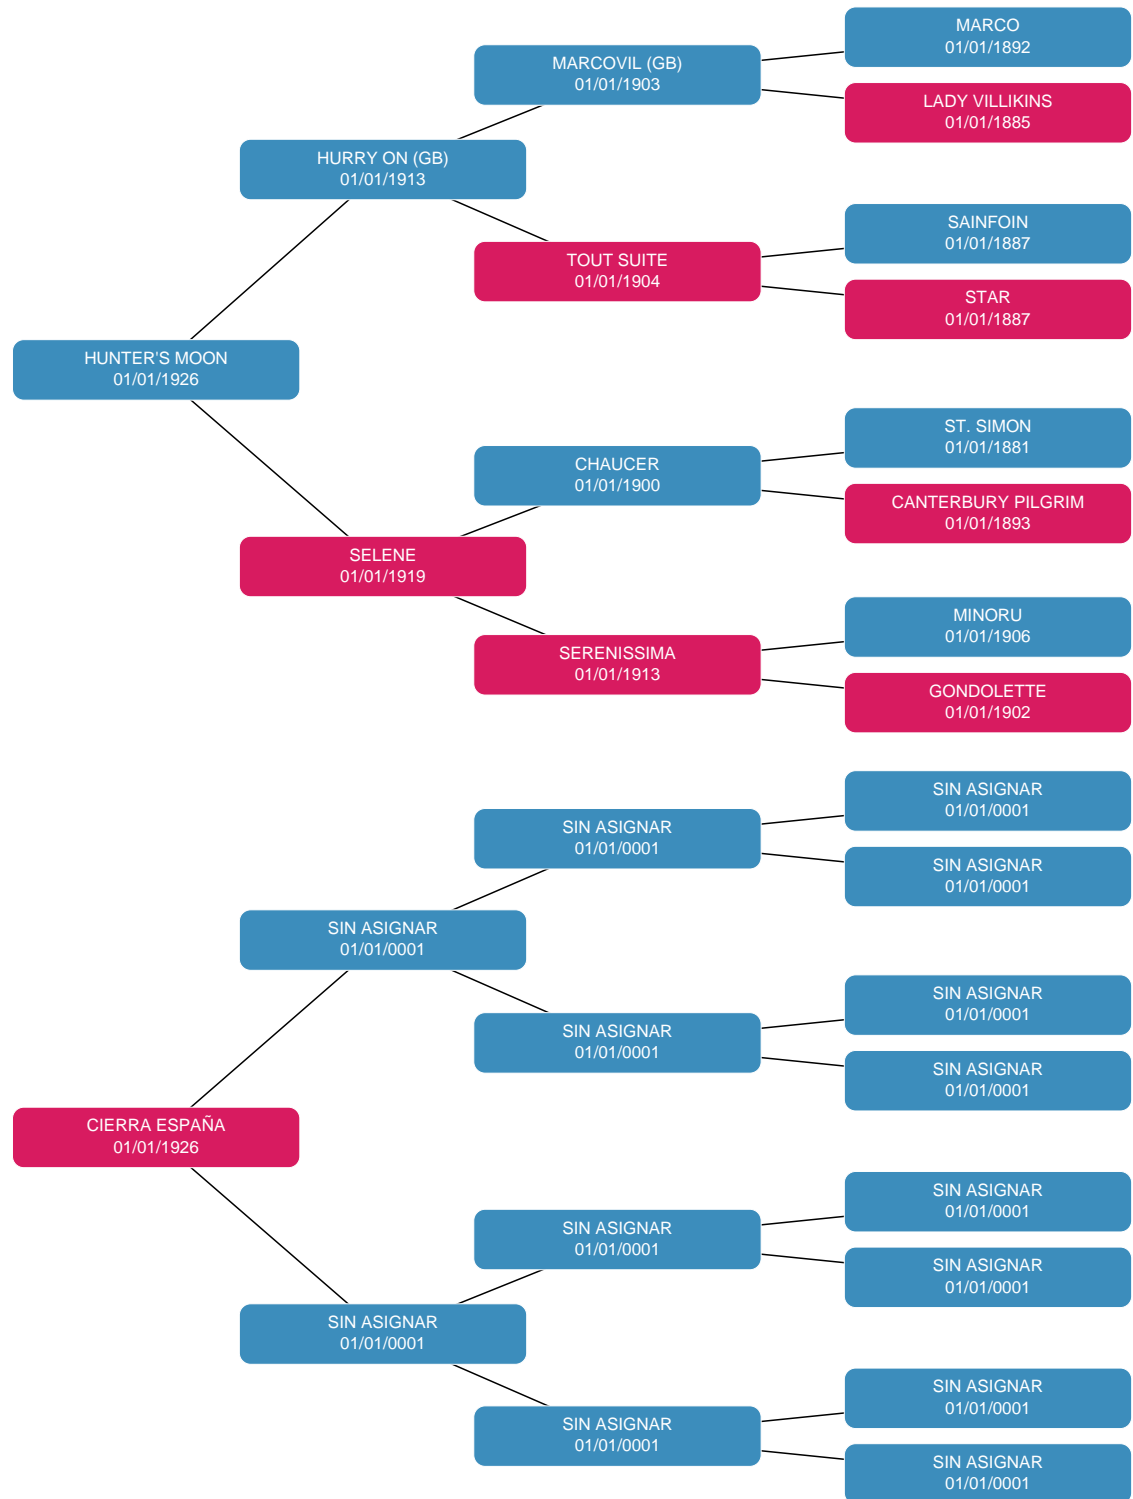 MARCO
01/01/1892
MARCOVIL (GB)
01/01/1903
LADY VILLIKINS
01/01/1885
HURRY ON (GB)
01/01/1913
SAINFOIN
01/01/1887
TOUT SUITE
01/01/1904
STAR
01/01/1887
HUNTER'S MOON
01/01/1926
ST. SIMON
01/01/1881
CHAUCER
01/01/1900
CANTERBURY PILGRIM
01/01/1893
SELENE
01/01/1919
MINORU
01/01/1906
SERENISSIMA
01/01/1913
GONDOLETTE
01/01/1902
SIN ASIGNAR
01/01/0001
SIN ASIGNAR
01/01/0001
SIN ASIGNAR
01/01/0001
SIN ASIGNAR
01/01/0001
SIN ASIGNAR
01/01/0001
SIN ASIGNAR
01/01/0001
SIN ASIGNAR
01/01/0001
CIERRA ESPAÑA
01/01/1926
SIN ASIGNAR
01/01/0001
SIN ASIGNAR
01/01/0001
SIN ASIGNAR
01/01/0001
SIN ASIGNAR
01/01/0001
SIN ASIGNAR
01/01/0001
SIN ASIGNAR
01/01/0001
SIN ASIGNAR
01/01/0001